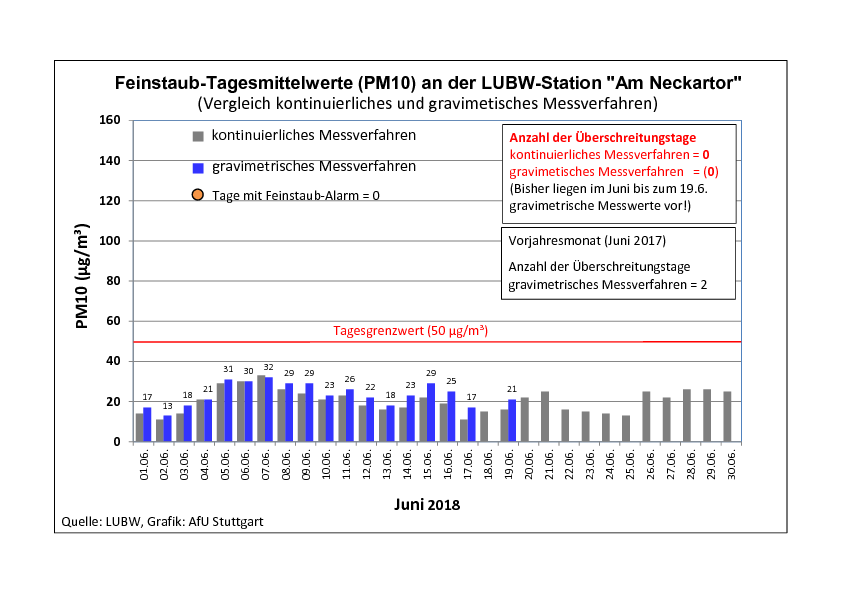 Feinstaub-Tagesmittelwerte (PM10) an der LUBW-Station "Am Neckartor"
(Vergleich kontinuierliches und gravimetisches Messverfahren)
160
140
120
100
80
60
40
20
0
PM10 (µg/m³)
kontinuierliches Messverfahren
gravimetrisches Messverfahren
Tage mit Feinstaub-Alarm = 0
Anzahl der Überschreitungstage
kontinuierliches Messverfahren = 0
gravimetisches Messverfahren = (0)
(Bisher liegen im Juni bis zum 19.6.
gravimetrische Messwerte vor!)
Vorjahresmonat (Juni 2017)
Anzahl der Überschreitungstage
gravimetrisches Messverfahren = 2
Tagesgrenzwert (50 µg/m³)
17 13 18 21 31 30 32 29 29 23 26 22 18 23 29 25 17 21
01.06. 02.06. 03.06. 04.06. 05.06. 06.06. 07.06. 08.06. 09.06. 10.06. 11.06. 12.06. 13.06. 14.06. 15.06. 16.06. 17.06. 18.06. 19.06. 20.06. 21.06. 22.06. 23.06. 24.06. 25.06. 26.06. 27.06. 28.06. 29.06. 30.06.
Juni 2018
Quelle: LUBW, Grafik: AfU Stuttgart